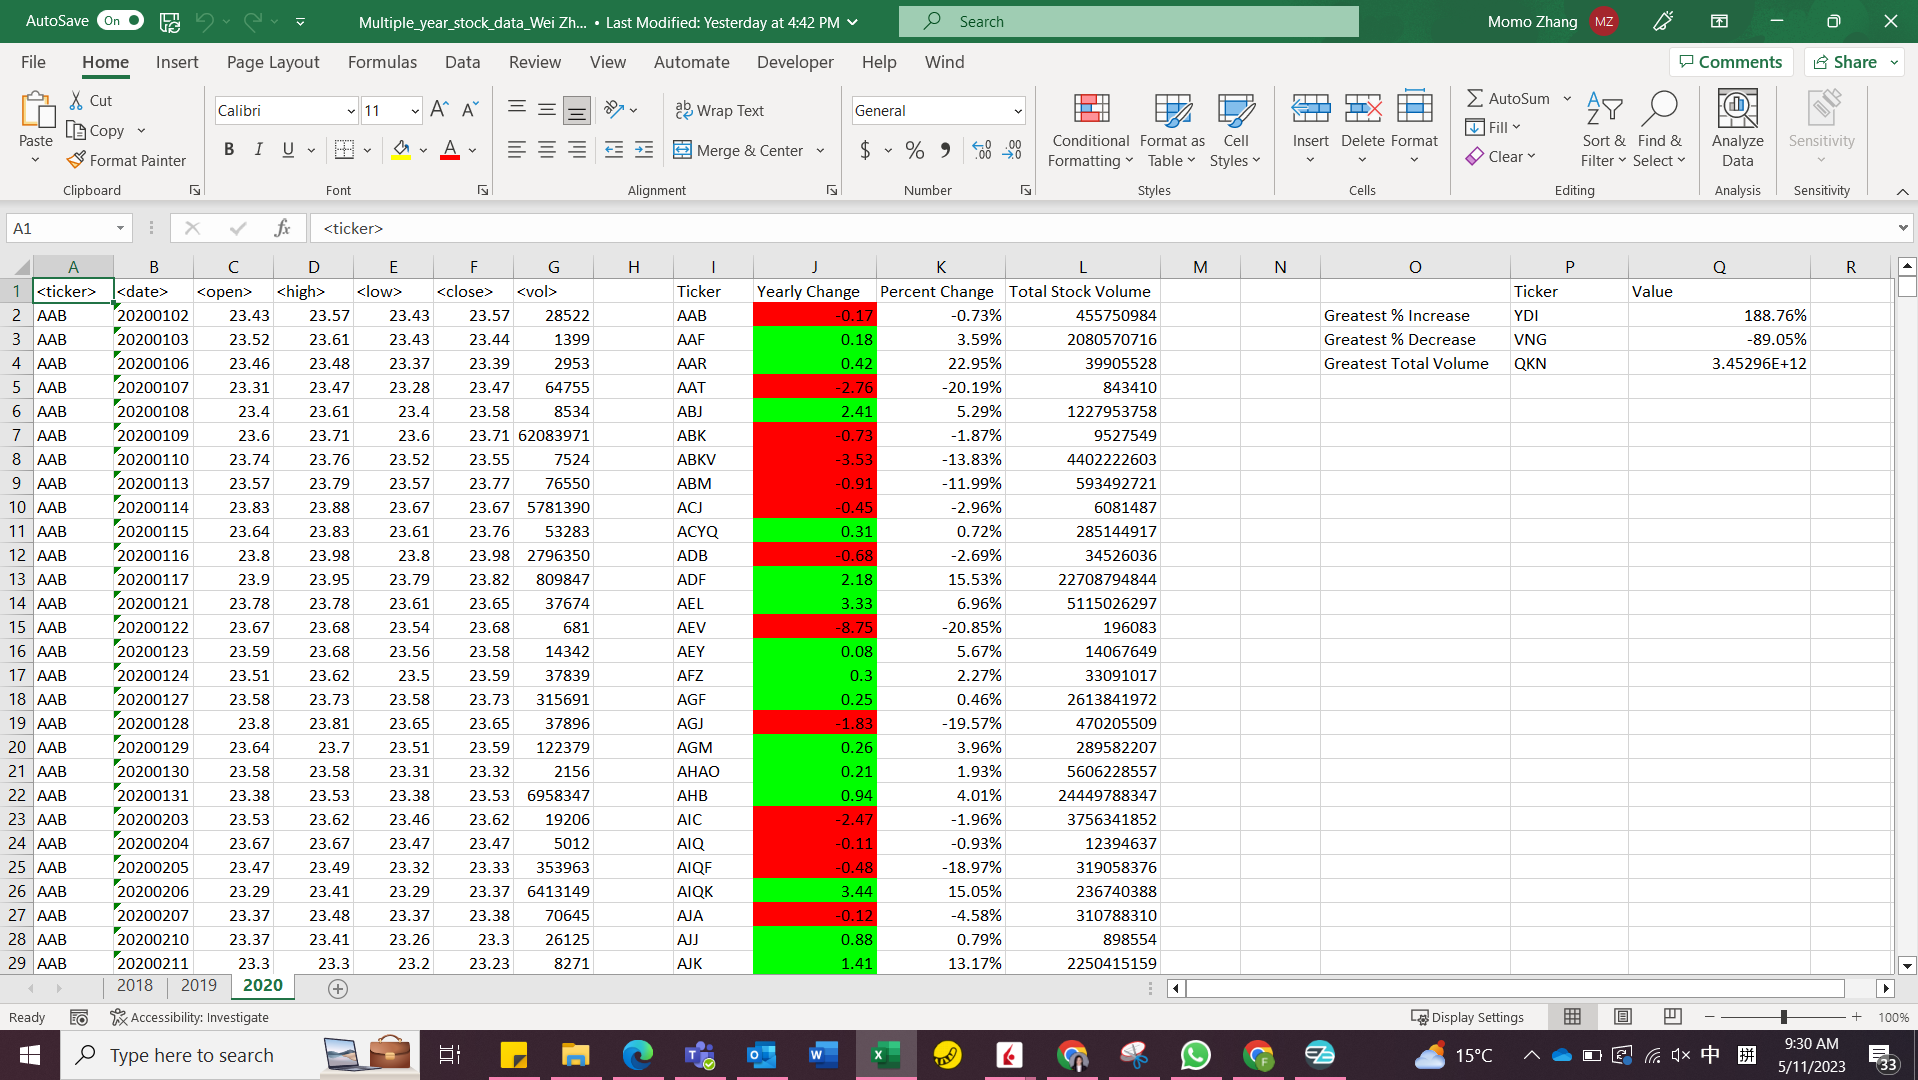 AutoSave On Multiple_year_stock_data_Wei Zh... • Last Modified: Yesterday at 4:42 PM Search Momo Zhang MZ
File Home Insert Page Layout Formulas Data Review View Automate Developer Help Wind Comments Share
Paste Cut Copy Format Painter Clipboard
Calibri 11 B I U A Font
Wrap Text Merge & Center Alignment
General $ % Number
Conditional Formatting Format as Table Cell Styles Styles
Insert Delete Format Cells
AutoSum Fill Clear Sort & Filter Find & Select Editing
Analyze Data Analysis
Sensitivity Sensitivity
A1 fx <ticker>
A B C D E F G H I J K L M N O P Q R
1 <ticker> <date> <open> <high> <low> <close> <vol> Ticker Yearly Change Percent Change Total Stock Volume Ticker Value
2 AAB 20200102 23.43 23.57 23.43 23.57 28522 AAB -0.17 -0.73% 455750984 Greatest % Increase YDI 188.76%
3 AAB 20200103 23.52 23.61 23.43 23.44 1399 AAF 0.18 3.59% 2080570716 Greatest % Decrease VNG -89.05%
4 AAB 20200106 23.46 23.48 23.37 23.39 2953 AAR 0.42 22.95% 39905528 Greatest Total Volume QKN 3.45296E+12
5 AAB 20200107 23.31 23.47 23.28 23.47 64755 AAT -2.76 -20.19% 843410
6 AAB 20200108 23.4 23.61 23.4 23.58 8534 ABJ 2.41 5.29% 1227953758
7 AAB 20200109 23.6 23.71 23.6 23.71 62083971 ABK -0.73 -1.87% 9527549
8 AAB 20200110 23.74 23.76 23.52 23.55 7524 ABKV -3.53 -13.83% 4402222603
9 AAB 20200113 23.57 23.79 23.57 23.77 76550 ABM -0.91 -11.99% 593492721
10 AAB 20200114 23.83 23.88 23.67 23.67 5781390 ACJ -0.45 -2.96% 6081487
11 AAB 20200115 23.64 23.83 23.61 23.76 53283 ACYQ 0.31 0.72% 285144917
12 AAB 20200116 23.8 23.98 23.8 23.98 2796350 ADB -0.68 -2.69% 34526036
13 AAB 20200117 23.9 23.95 23.79 23.82 809847 ADF 2.18 15.53% 22708794844
14 AAB 20200121 23.78 23.78 23.61 23.65 37674 AEL 3.33 6.96% 5115026297
15 AAB 20200122 23.67 23.68 23.54 23.68 681 AEV -8.75 -20.85% 196083
16 AAB 20200123 23.59 23.68 23.56 23.58 14342 AEY 0.08 5.67% 14067649
17 AAB 20200124 23.51 23.62 23.5 23.59 37839 AFZ 0.3 2.27% 33091017
18 AAB 20200127 23.58 23.73 23.58 23.73 315691 AGF 0.25 0.46% 2613841972
19 AAB 20200128 23.8 23.81 23.65 23.65 37896 AGJ -1.83 -19.57% 470205509
20 AAB 20200129 23.64 23.7 23.51 23.59 122379 AGM 0.26 3.96% 289582207
21 AAB 20200130 23.58 23.58 23.31 23.32 2156 AHAO 0.21 1.93% 5606228557
22 AAB 20200131 23.38 23.53 23.38 23.53 6958347 AHB 0.94 4.01% 24449788347
23 AAB 20200203 23.53 23.62 23.46 23.62 19206 AIC -2.47 -1.96% 3756341852
24 AAB 20200204 23.67 23.67 23.47 23.47 5012 AIQ -0.11 -0.93% 12394637
25 AAB 20200205 23.47 23.49 23.32 23.33 353963 AIQF -0.48 -18.97% 319058376
26 AAB 20200206 23.29 23.41 23.29 23.37 6413149 AIQK 3.44 15.05% 236740388
27 AAB 20200207 23.37 23.48 23.37 23.38 70645 AJA -0.12 -4.58% 310788310
28 AAB 20200210 23.37 23.41 23.26 23.3 26125 AJJ 0.88 0.79% 898554
29 AAB 20200211 23.3 23.3 23.2 23.23 8271 AJK 1.41 13.17% 2250415159
2018 2019 2020
Ready Accessibility: Investigate Display Settings 100%
Type here to search 15°C 中 拼 9:30 AM
5/11/2023 33